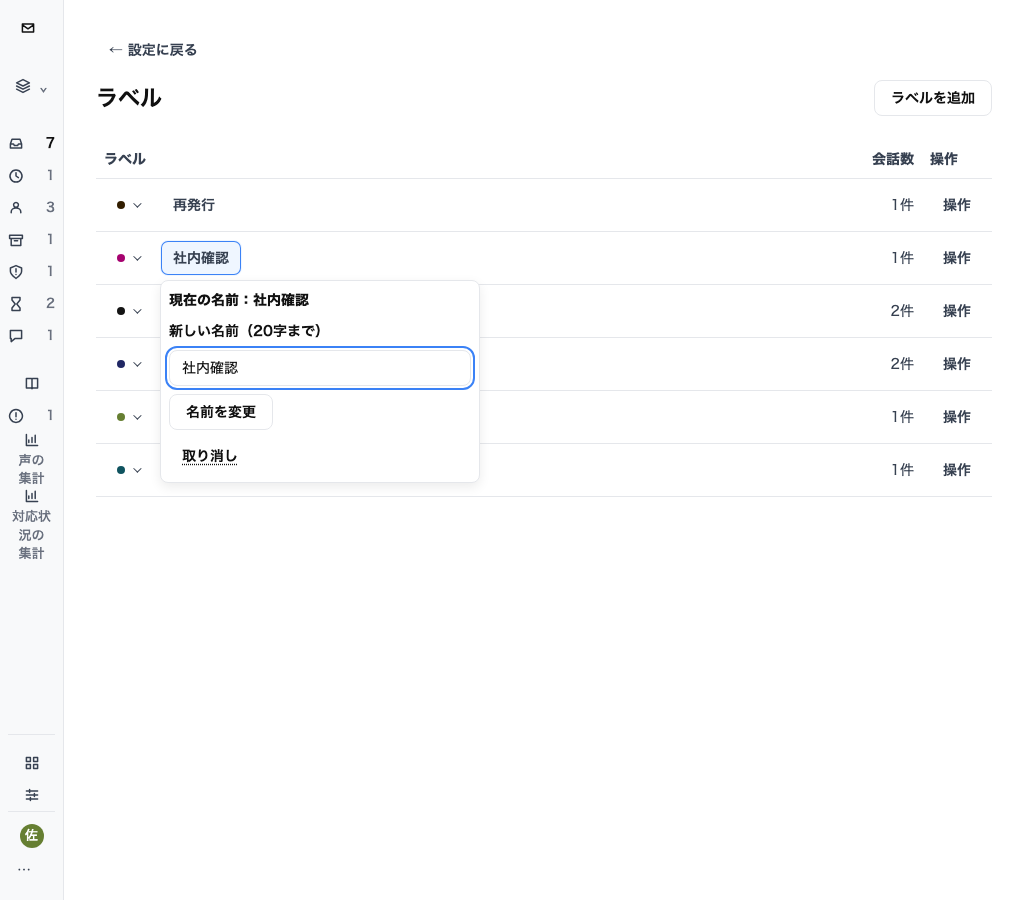 ← 設定に戻る
ラベル
ラベルを追加
ラベル 会話数 操作
再発行 1件 操作
社内確認 1件 操作
現在の名前：社内確認
新しい名前（20字まで）
社内確認
名前を変更
取り消し
2件 操作
2件 操作
1件 操作
1件 操作
7
1
3
1
1
2
1
1
声の
集計
対応状
況の
集計
佐
…